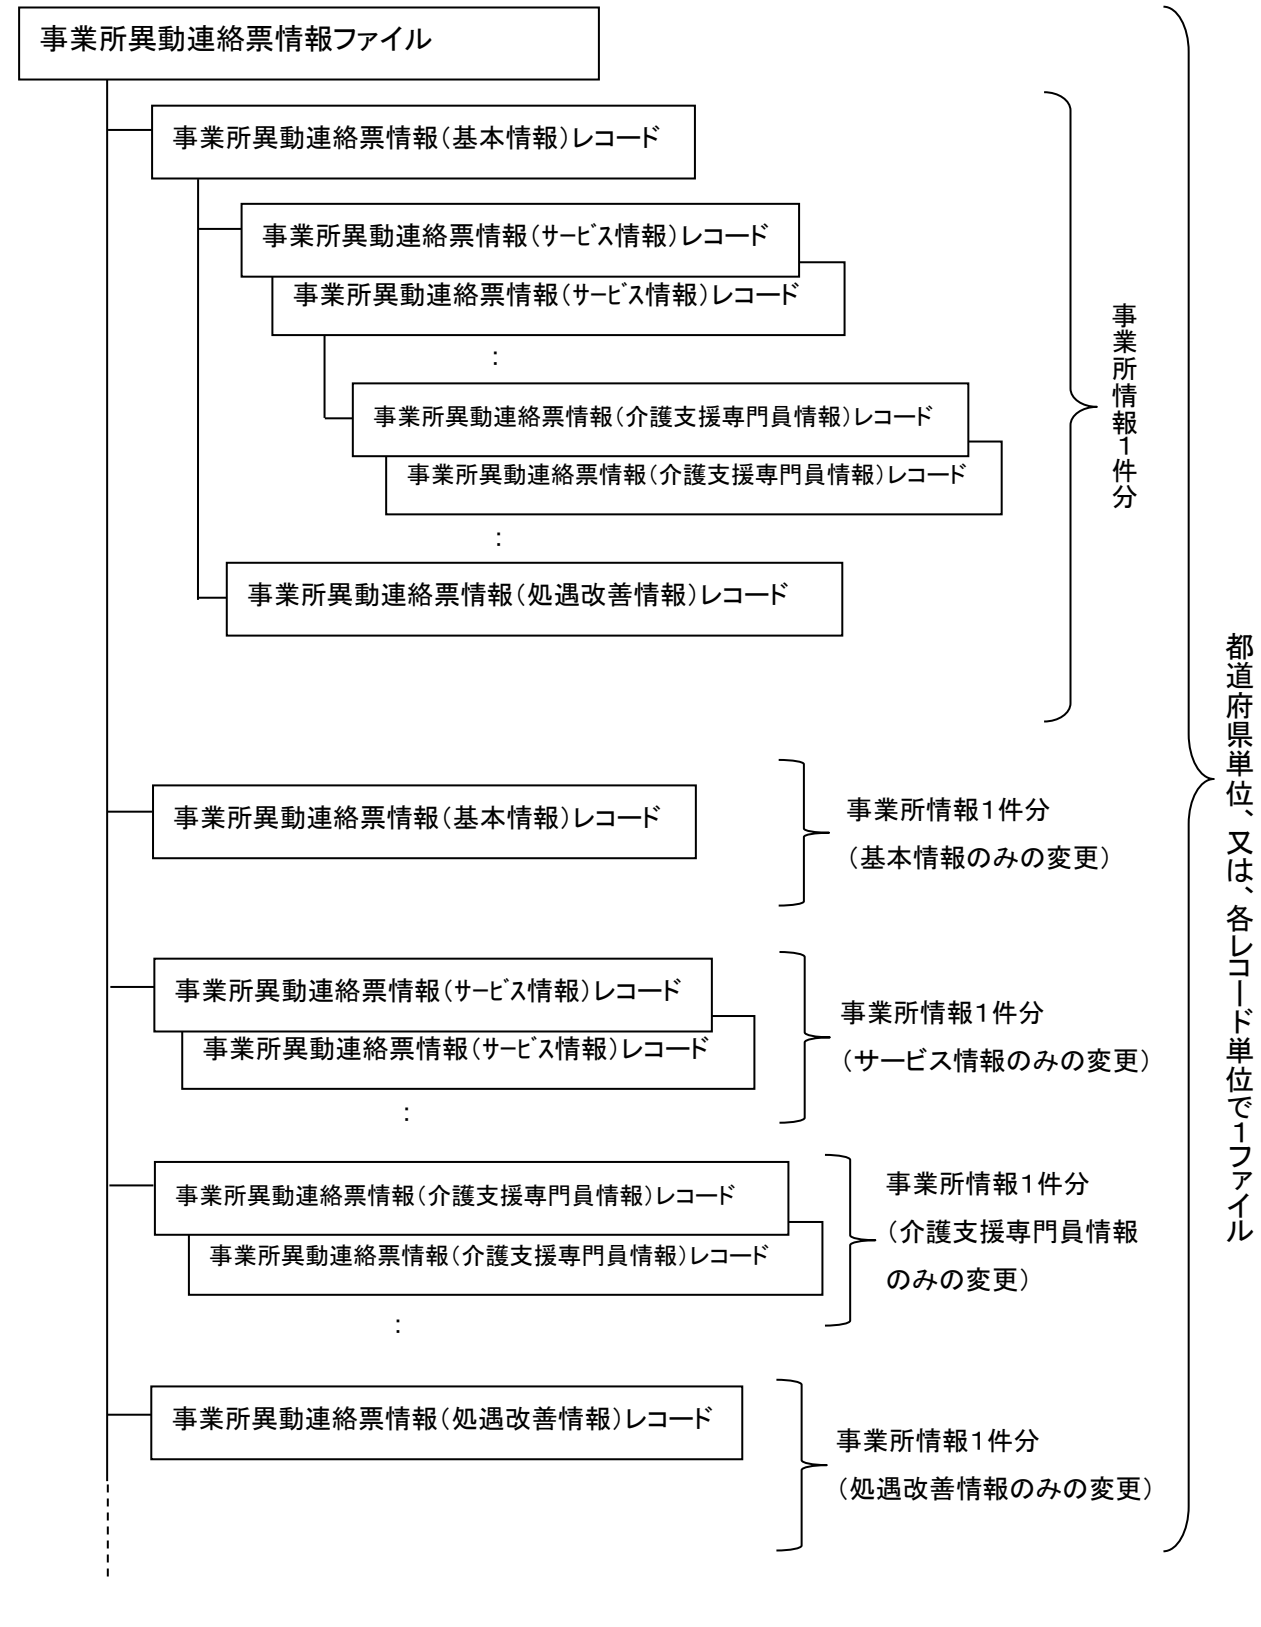 事業所異動連絡票情報ファイル
事業所異動連絡票情報（基本情報）レコード
事業所異動連絡票情報（ｻｰﾋﾞｽ情報）レコード
事業所異動連絡票情報（ｻｰﾋﾞｽ情報）レコード
：
事業所異動連絡票情報（介護支援専門員情報）レコード
事業所異動連絡票情報（介護支援専門員情報）レコード
：
事業所異動連絡票情報（処遇改善情報）レコード
事業所情報１件分
事業所異動連絡票情報（基本情報）レコード
事業所情報１件分
（基本情報のみの変更）
事業所異動連絡票情報（ｻｰﾋﾞｽ情報）レコード
事業所異動連絡票情報（ｻｰﾋﾞｽ情報）レコード
：
事業所情報１件分
（サービス情報のみの変更）
事業所異動連絡票情報（介護支援専門員情報）レコード
事業所異動連絡票情報（介護支援専門員情報）レコード
：
事業所情報１件分
（介護支援専門員情報
のみの変更）
事業所異動連絡票情報（処遇改善情報）レコード
事業所情報１件分
（処遇改善情報のみの変更）
都道府県単位、又は、各レコード単位で１ファイル